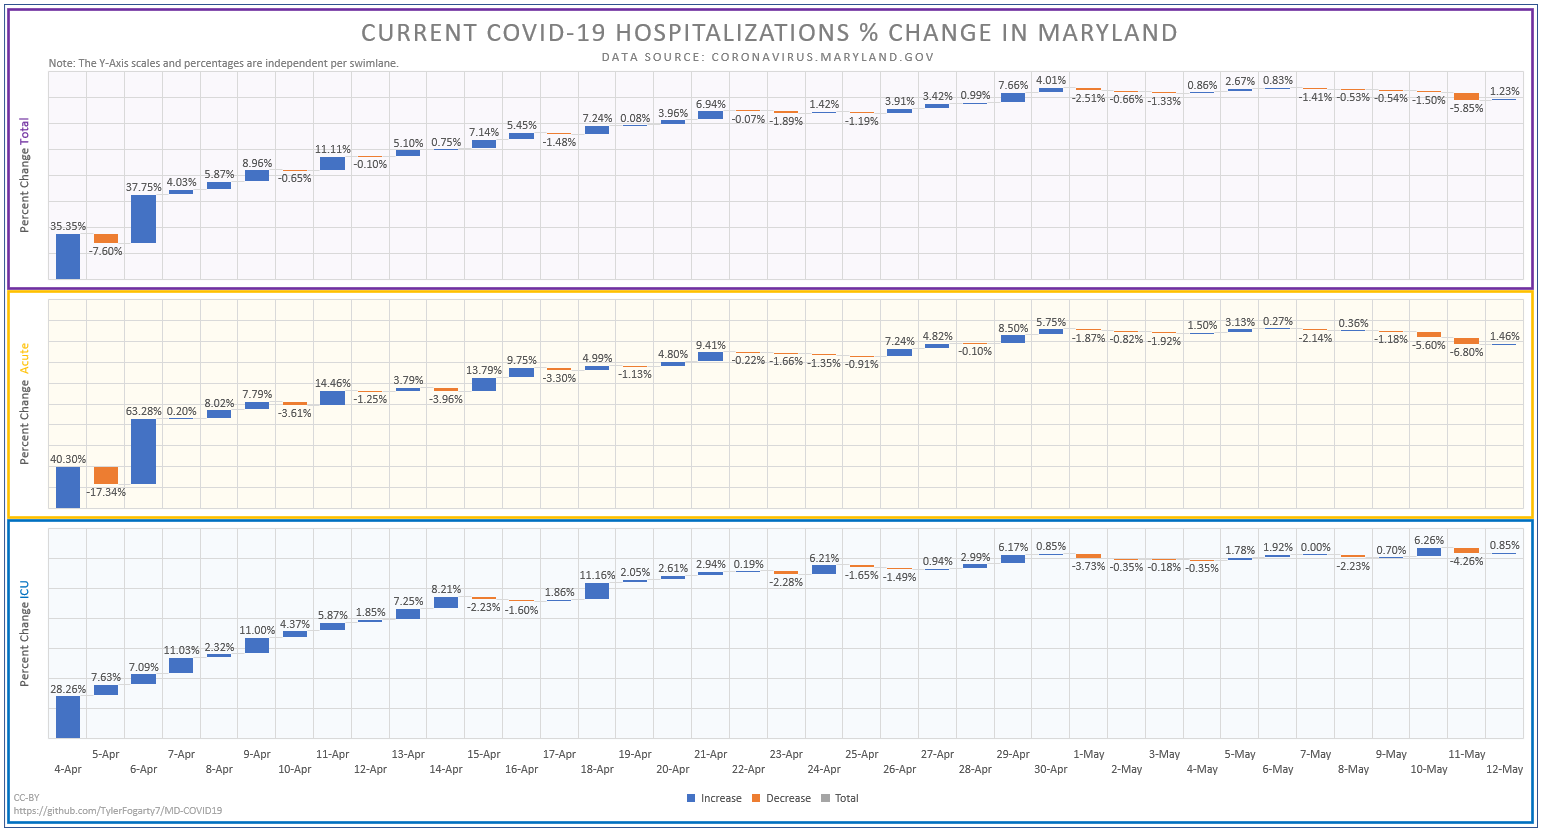 CURRENT COVID-19 HOSPITALIZATIONS % CHANGE IN MARYLAND
DATA SOURCE: CORONAVIRUS.MARYLAND.GOV
Note: The Y-Axis scales and percentages are independent per swimlane.
Percent Change Total
35.35% -7.60% 37.75% 4.03% 5.87% 8.96% -0.65% 11.11% -0.10% 5.10% 0.75% 7.14% 5.45% -1.48% 7.24% 0.08% 3.96% 6.94% -0.07% -1.89% 1.42% -1.19% 3.91% 3.42% 0.99% 7.66% 4.01% -2.51% -0.66% -1.33% 0.86% 2.67% 0.83% -1.41% -0.53% -0.54% -1.50% -5.85% 1.23%
Percent Change Acute
40.30% -17.34% 63.28% 0.20% 8.02% 7.79% -3.61% 14.46% -1.25% 3.79% -3.96% 13.79% 9.75% -3.30% 4.99% -1.13% 4.80% 9.41% -0.22% -1.66% -1.35% -0.91% 7.24% 4.82% -0.10% 8.50% 5.75% -1.87% -0.82% -1.92% 1.50% 3.13% 0.27% -2.14% 0.36% -1.18% -5.60% -6.80% 1.46%
Percent Change ICU
28.26% 7.63% 7.09% 11.03% 2.32% 11.00% 4.37% 5.87% 1.85% 7.25% 8.21% -2.23% -1.60% 1.86% 11.16% 2.05% 2.61% 2.94% 0.19% -2.28% 6.21% -1.65% -1.49% 0.94% 2.99% 6.17% 0.85% -3.73% -0.35% -0.18% -0.35% 1.78% 1.92% 0.00% -2.23% 0.70% 6.26% -4.26% 0.85%
5-Apr 7-Apr 9-Apr 11-Apr 13-Apr 15-Apr 17-Apr 19-Apr 21-Apr 23-Apr 25-Apr 27-Apr 29-Apr 1-May 3-May 5-May 7-May 9-May 11-May
4-Apr 6-Apr 8-Apr 10-Apr 12-Apr 14-Apr 16-Apr 18-Apr 20-Apr 22-Apr 24-Apr 26-Apr 28-Apr 30-Apr 2-May 4-May 6-May 8-May 10-May 12-May
Increase Decrease Total
CC-BY
https://github.com/TylerFogarty7/MD-COVID19